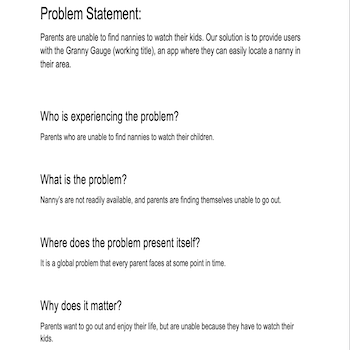 Problem Statement:
Parents are unable to find nannies to watch their kids. Our solution is to provide users
with the Granny Gauge (working title), an app where they can easily locate a nanny in
their area.
Who is experiencing the problem?
Parents who are unable to find nannies to watch their children.
What is the problem?
Nanny's are not readily available, and parents are finding themselves unable to go out.
Where does the problem present itself?
It is a global problem that every parent faces at some point in time.
Why does it matter?
Parents want to go out and enjoy their life, but are unable because they have to watch their
kids.